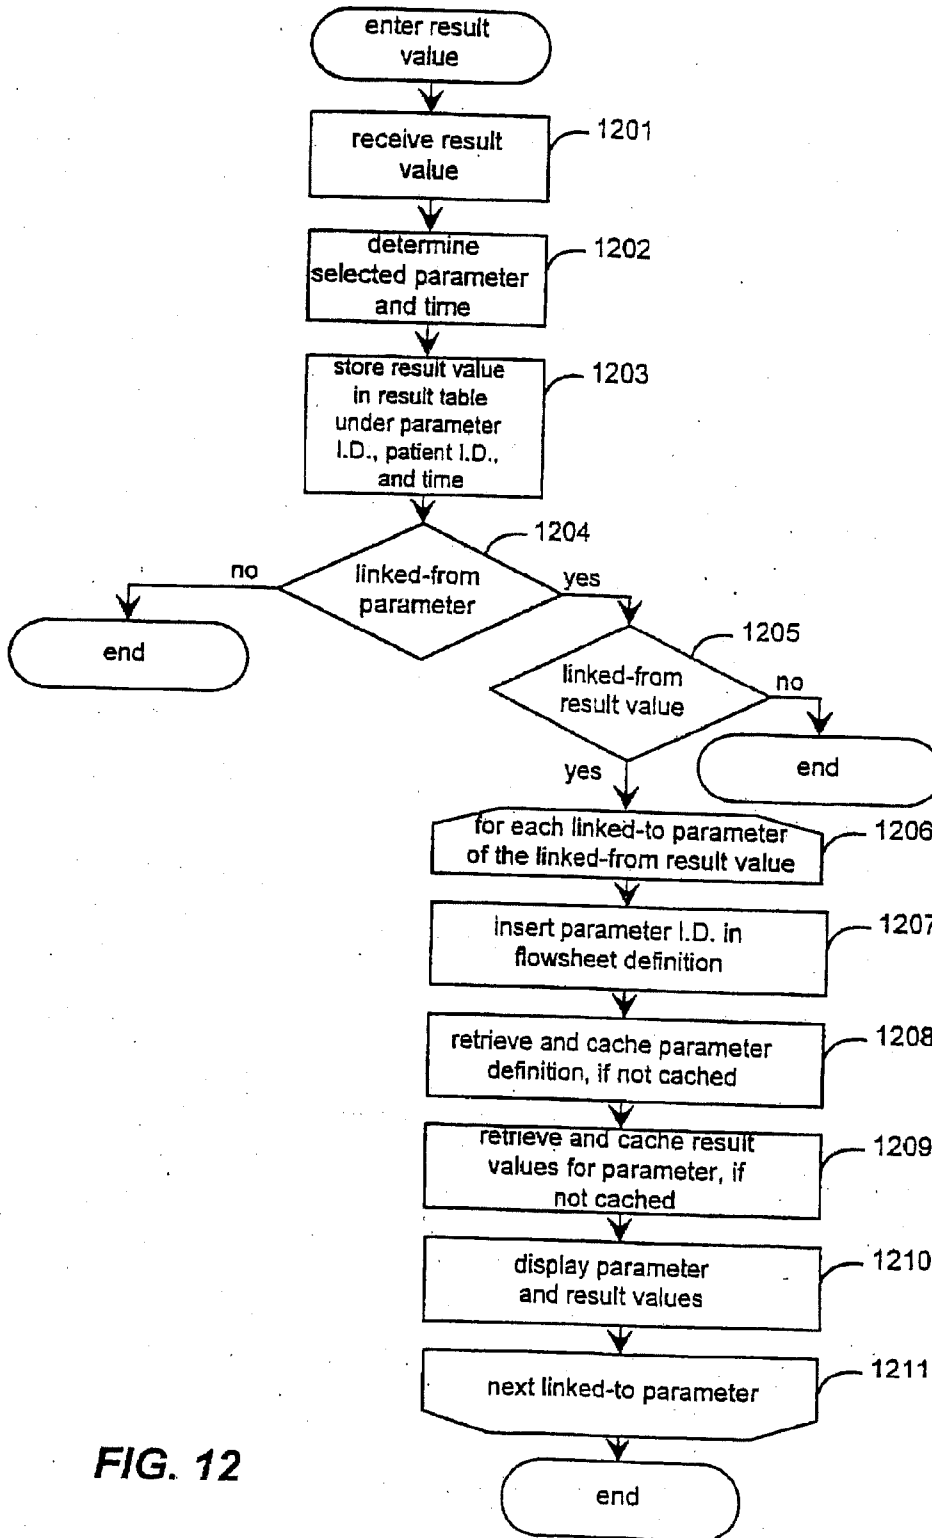 enter result
value
receive result
value
1201
determine
selected parameter
and time
1202
store result value
in result table
under parameter
I.D., patient I.D.,
and time
1203
1204
linked-from
parameter
no
yes
end
1205
linked-from
result value
no
yes
end
for each linked-to parameter
of the linked-from result value
1206
insert parameter I.D. in
flowsheet definition
1207
retrieve and cache parameter
definition, if not cached
1208
retrieve and cache result
values for parameter, if
not cached
1209
display parameter
and result values
1210
next linked-to parameter
1211
end
FIG. 12